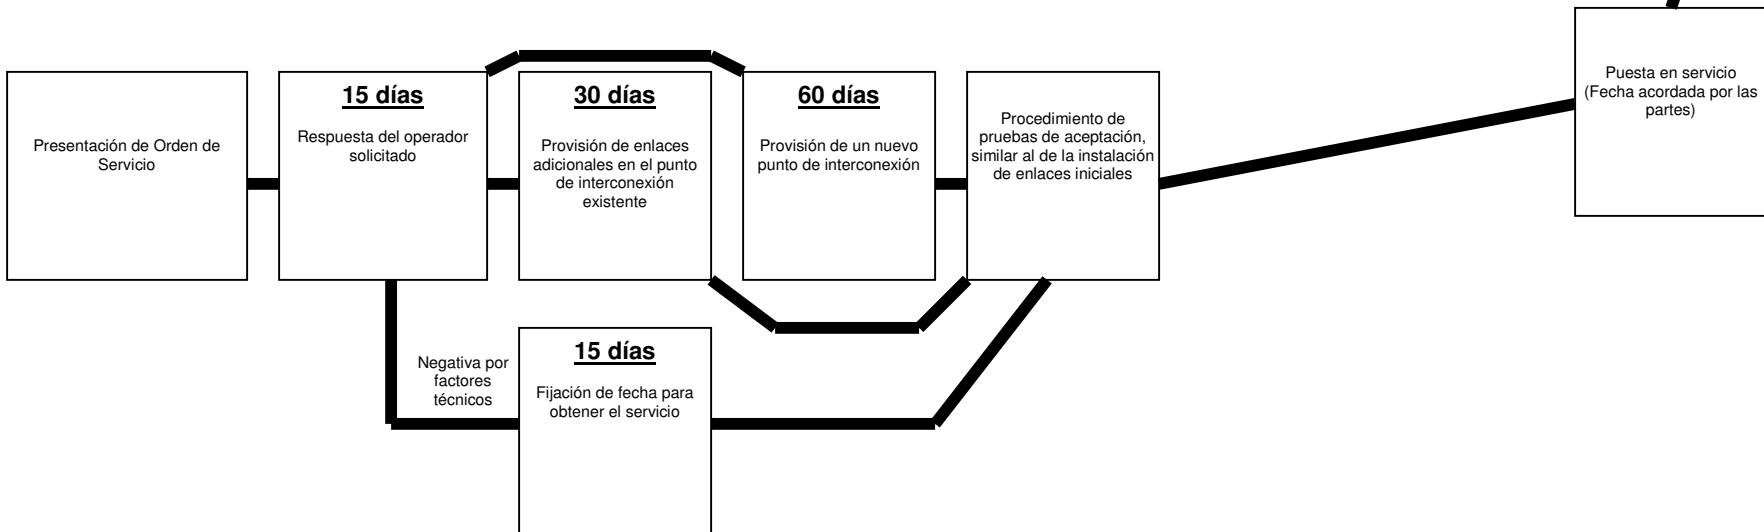 Presentación de Orden de
Servicio
15 días
Respuesta del operador
solicitado
30 días
Provisión de enlaces
adicionales en el punto
de interconexión
existente
60 días
Provisión de un nuevo
punto de interconexión
Procedimiento de
pruebas de aceptación,
similar al de la instalación
de enlaces iniciales
Puesta en servicio
(Fecha acordada por las
partes)
Negativa por
factores
técnicos
15 días
Fijación de fecha para
obtener el servicio